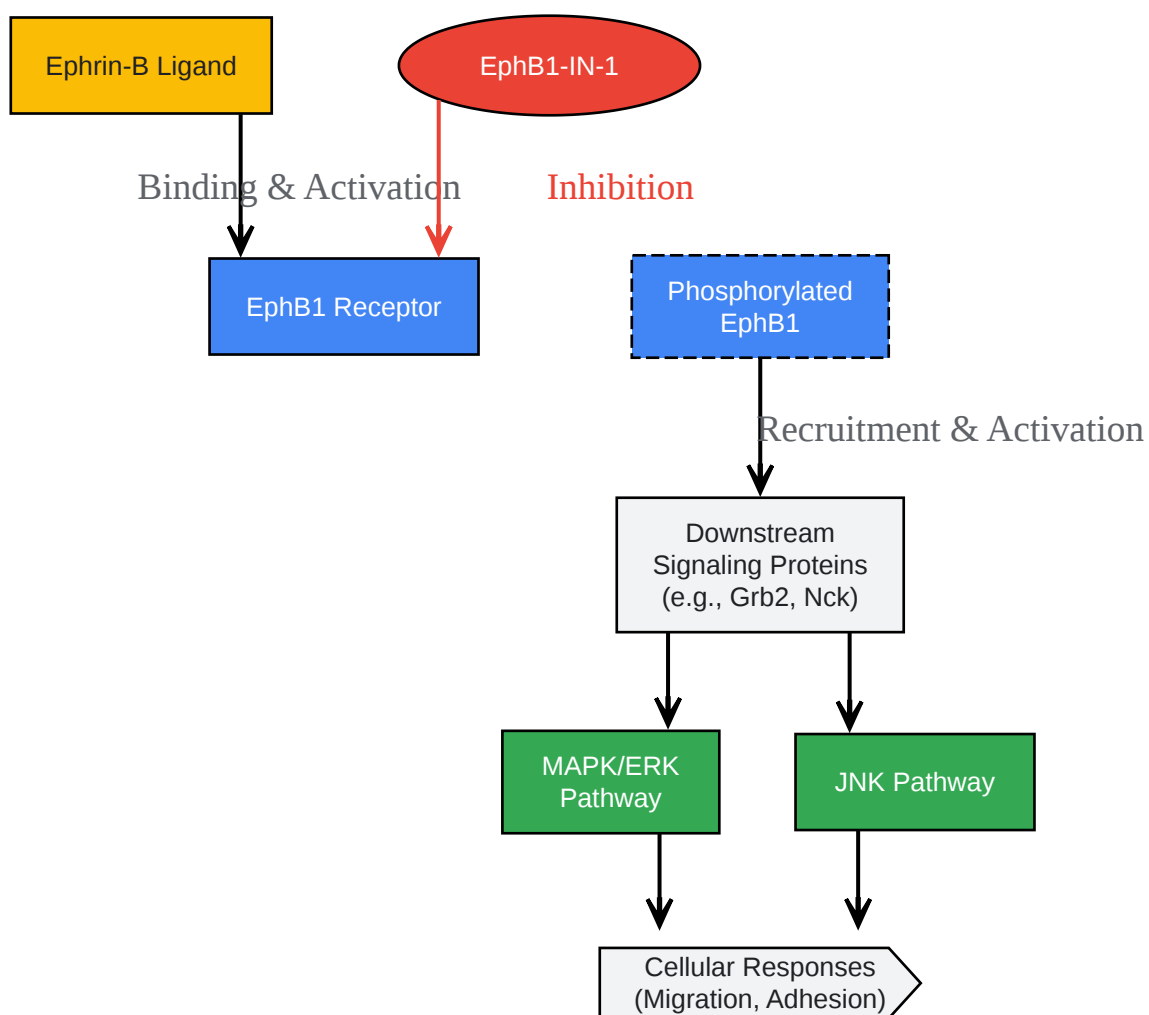 Ephrin-B Ligand
EphB1-IN-1
Binding & Activation
Inhibition
EphB1 Receptor
Phosphorylated
EphB1
Recruitment & Activation
Downstream
Signaling Proteins
(e.g., Grb2, Nck)
MAPK/ERK
Pathway
JNK Pathway
Cellular Responses
(Migration, Adhesion)